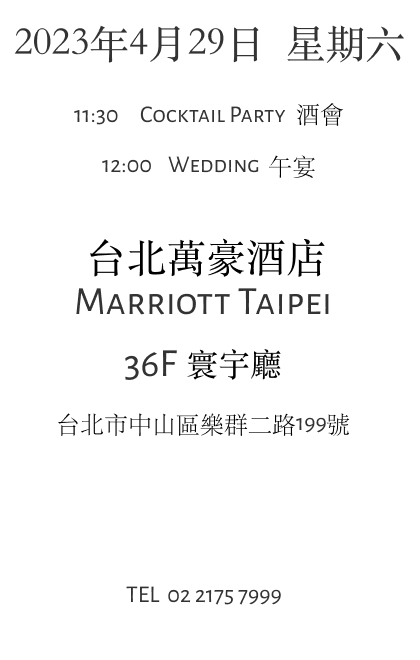 2023年4月29日 星期六
11:30 Cocktail Party 酒會
12:00 Wedding 午宴
台北萬豪酒店
Marriott Taipei
36F 寰宇廳
台北市中山區樂群二路199號
TEL 02 2175 7999